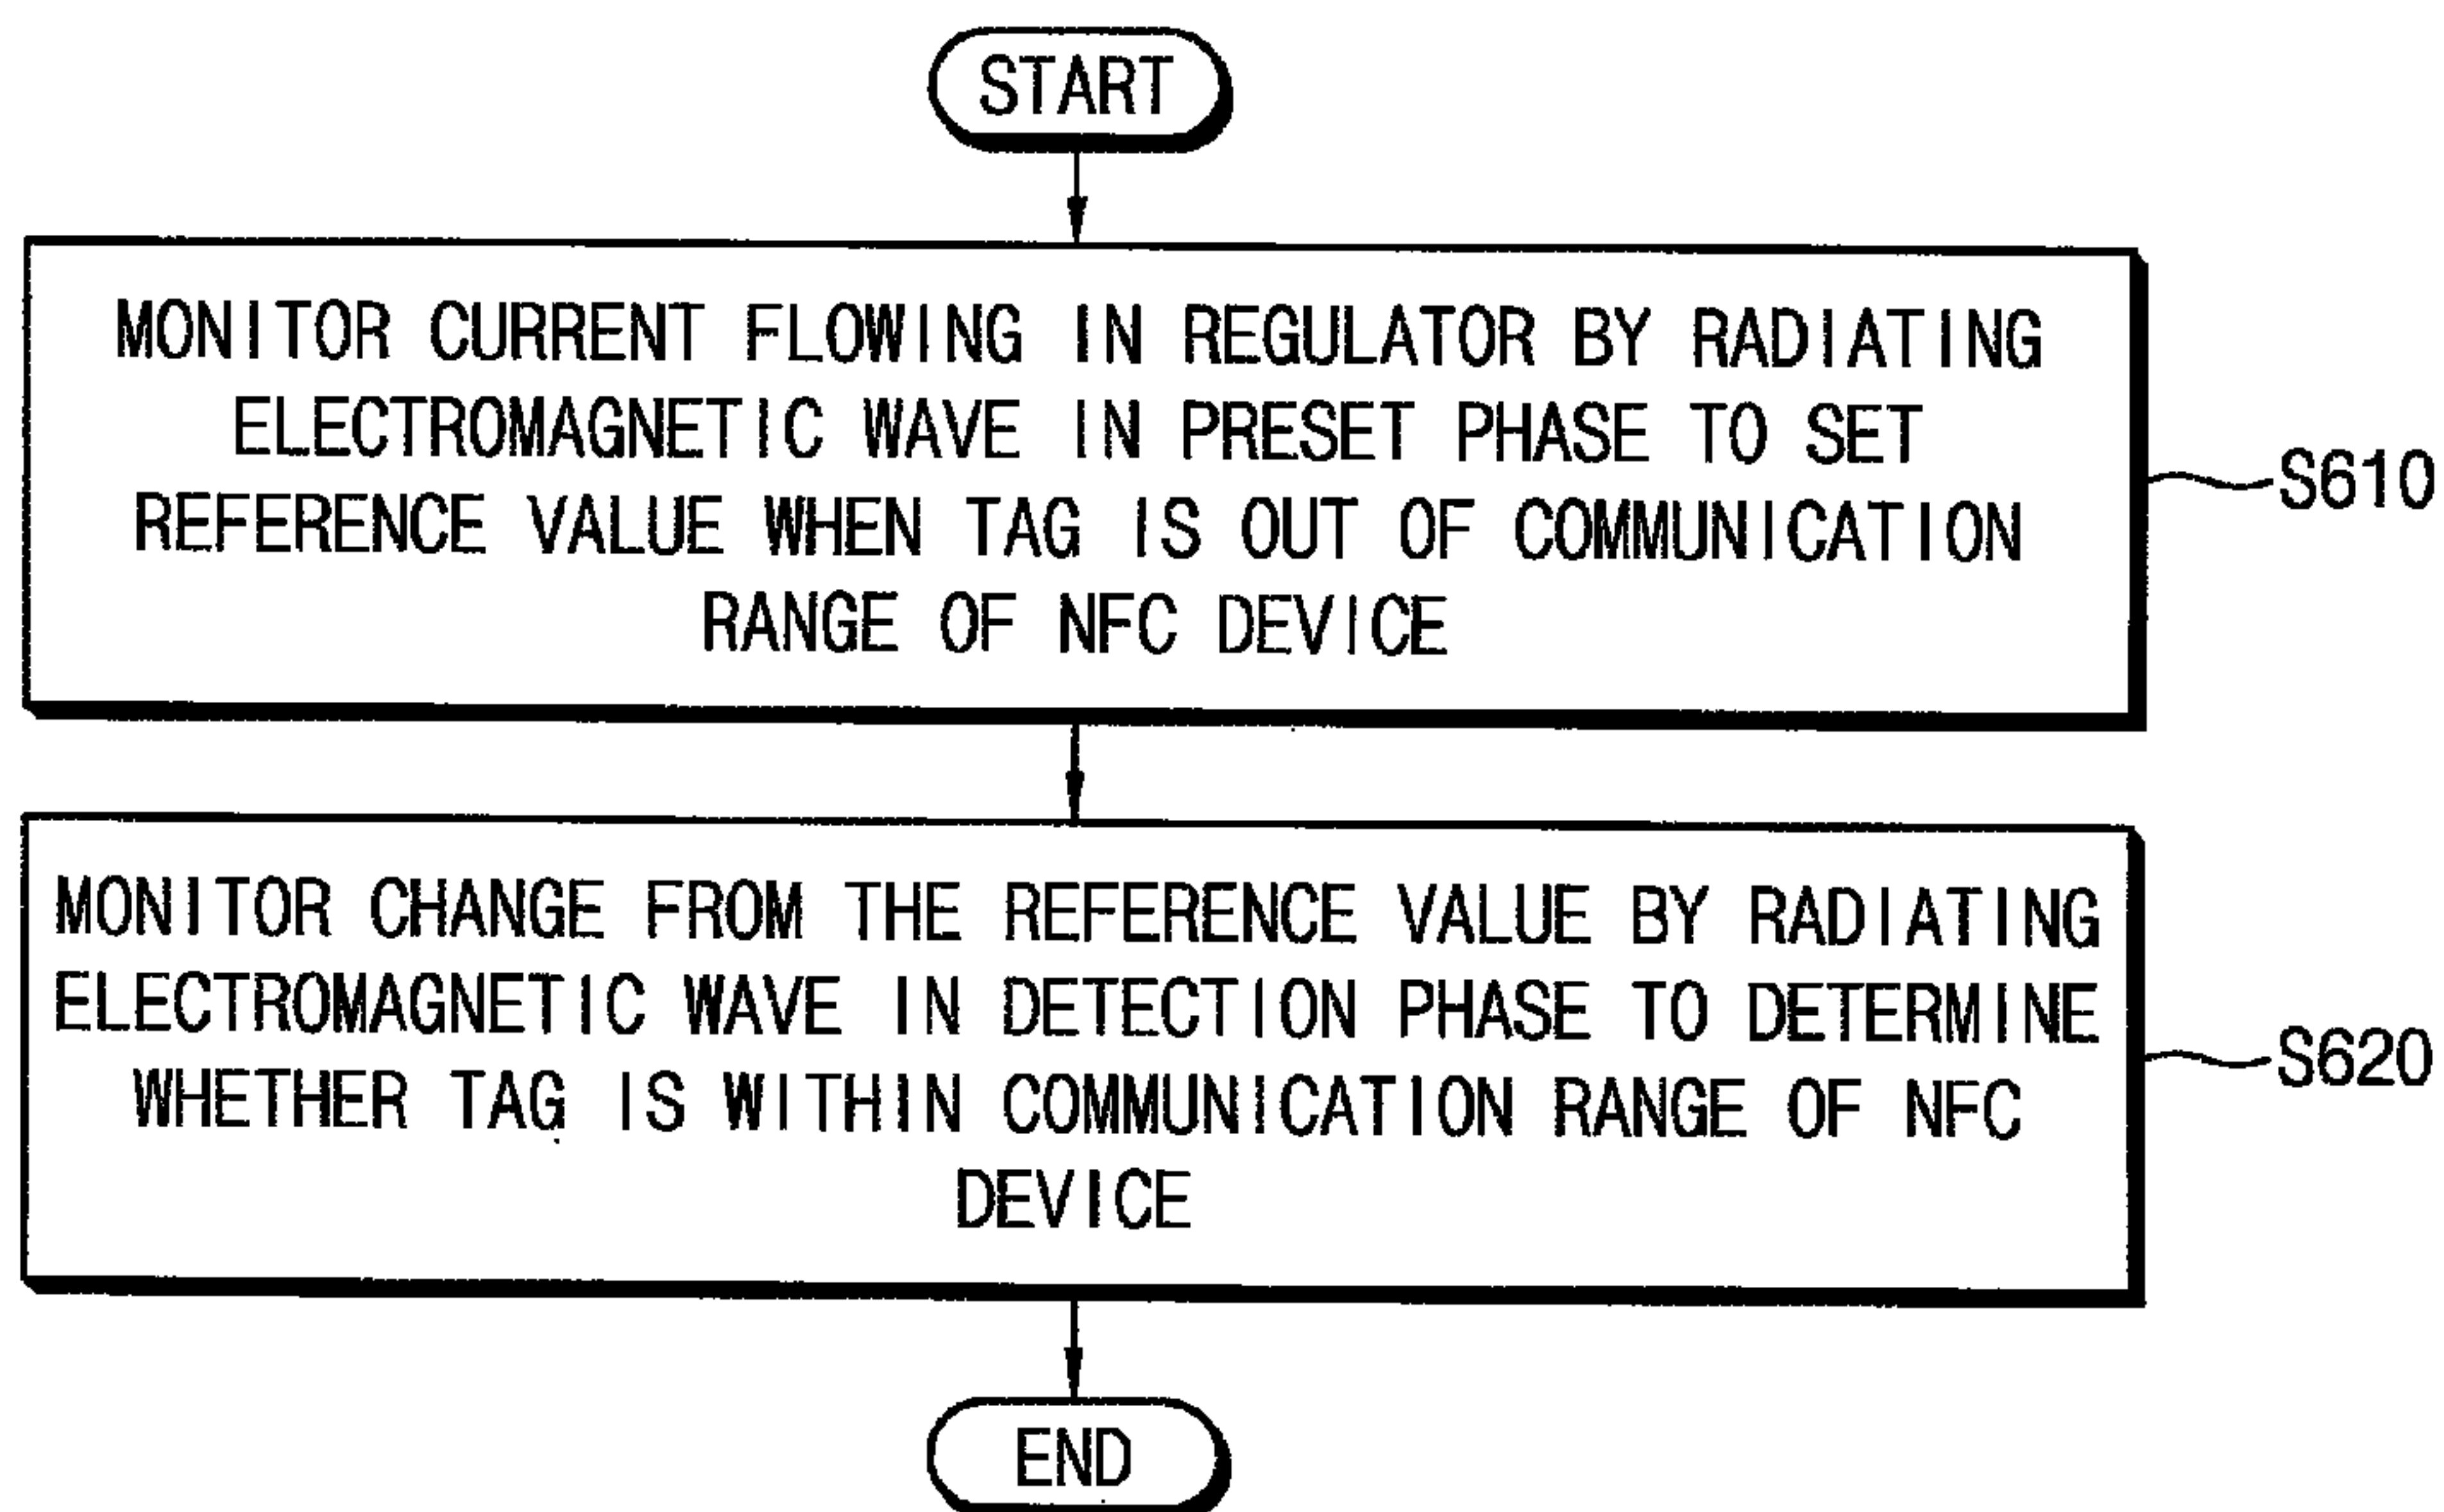 START
MONITOR CURRENT FLOWING IN REGULATOR BY RADIATING
ELECTROMAGNETIC WAVE IN PRESET PHASE TO SET
REFERENCE VALUE WHEN TAG IS OUT OF COMMUNICATION
RANGE OF NFC DEVICE
S610
MONITOR CHANGE FROM THE REFERENCE VALUE BY RADIATING
ELECTROMAGNETIC WAVE IN DETECTION PHASE TO DETERMINE
WHETHER TAG IS WITHIN COMMUNICATION RANGE OF NFC
DEVICE
S620
END